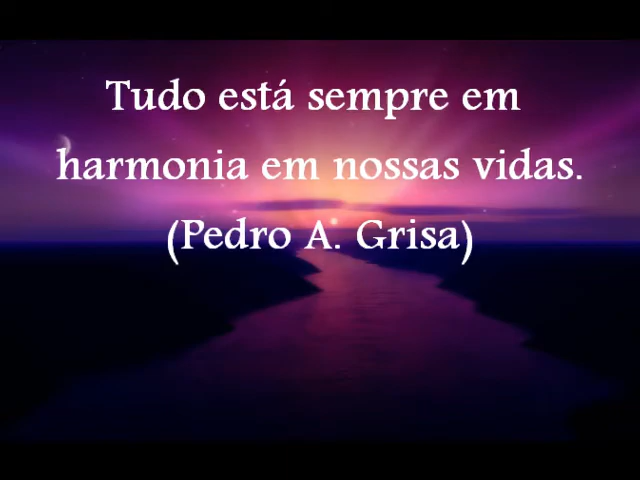 Tudo está sempre em
harmonia em nossas vidas.
(Pedro A. Grisa)